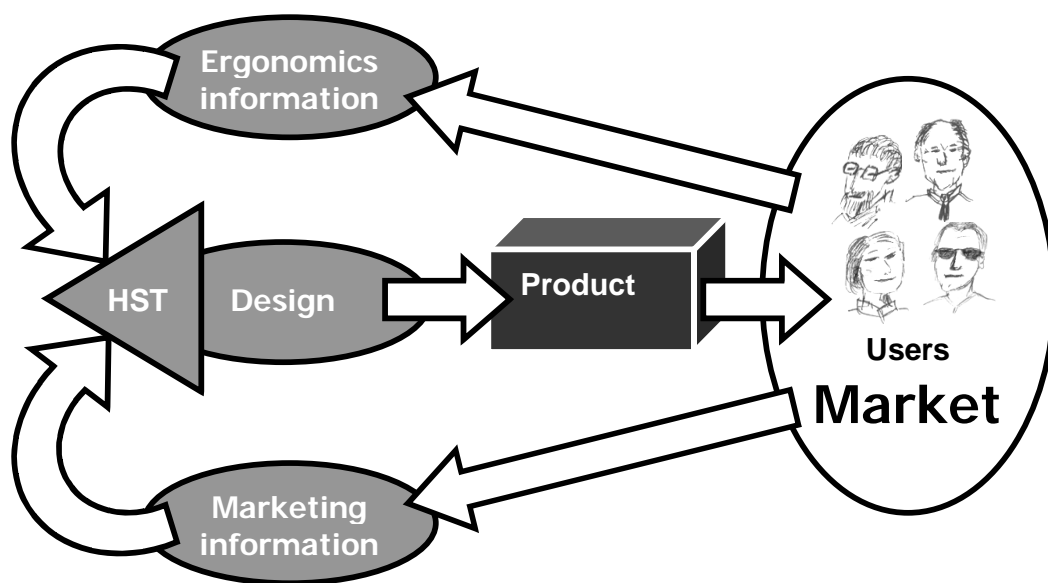 Ergonomics
information
HST
Design
Product
Users
Market
Marketing
information